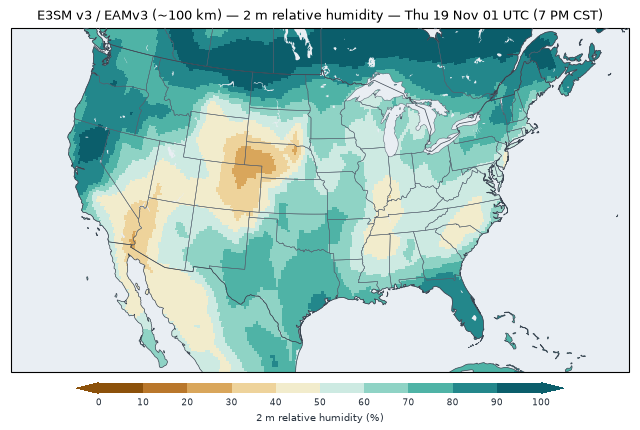 E3SM v3 / EAMv3 (~100 km) — 2 m relative humidity — Thu 19 Nov 01 UTC (7 PM CST)
0 10 20 30 40 50 60 70 80 90 100
2 m relative humidity (%)